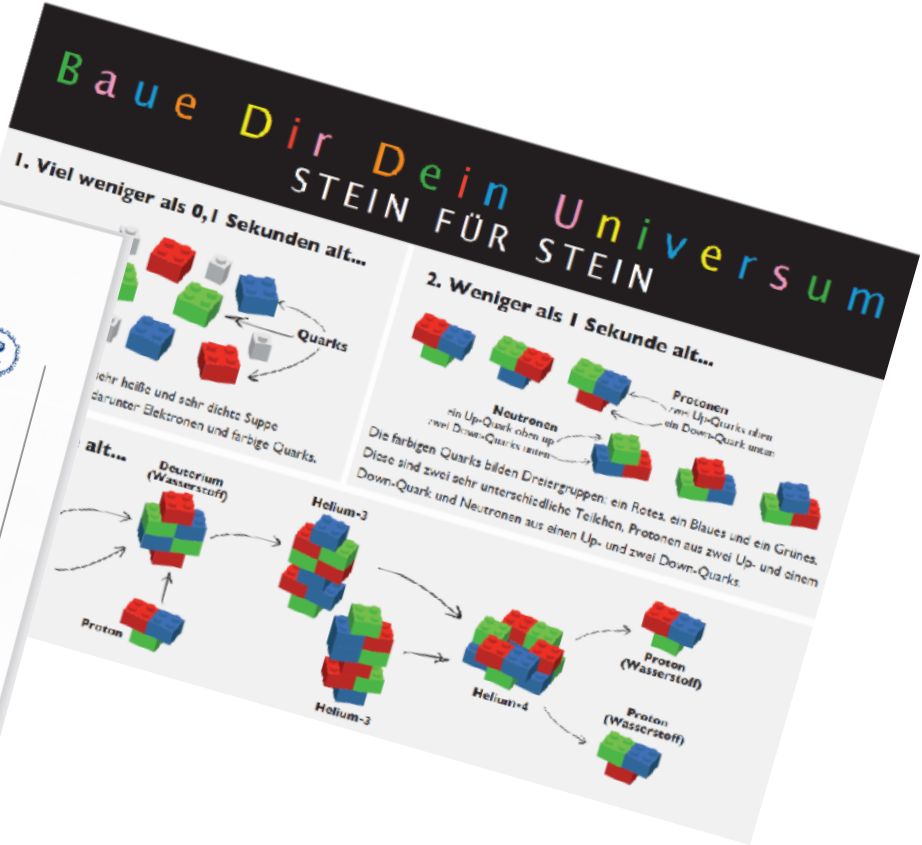 Baue Dir Dein Universum
STEIN FÜR STEIN
1. Viel weniger als 0,1 Sekunden alt...
Quarks
sehr heiße und sehr dichte Suppe
darunter Elektronen und farbige Quarks.
2. Weniger als 1 Sekunde alt...
Protonen
zwei Up-Quarks oben
ein Down-Quark unten
Neutronen
ein Up-Quark oben
zwei Down-Quarks unten
Die farbigen Quarks bilden Dreiergruppen: ein Rotes, ein Blaues und ein Grünes.
Diese sind zwei sehr unterschiedliche Teilchen, Protonen aus zwei Up- und einem
Down-Quark und Neutronen aus einen Up- und zwei Down-Quarks.
alt...
Deuterium
(Wasserstoff)
Proton
Helium-3
Helium-3
Helium-4
Proton
(Wasserstoff)
Proton
(Wasserstoff)